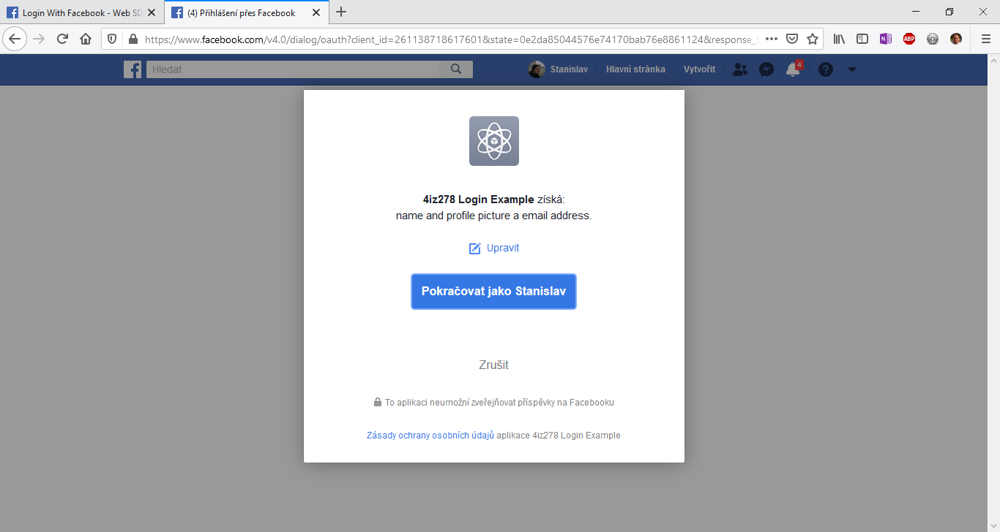 Login With Facebook - Web SD
(4) Přihlášení přes Facebook
https://www.facebook.com/v4.0/dialog/oauth?client_id=261138718617601&state=0e2da85044576e74170bab76e8861124&response_t
ABP
Hledat
Stanislav
Hlavní stránka
Vytvořit
4
4iz278 Login Example získá:
name and profile picture a email address.
Upravit
Pokračovat jako Stanislav
Zrušit
To aplikaci neumožní zveřejňovat příspěvky na Facebooku
Zásady ochrany osobních údajů aplikace 4iz278 Login Example